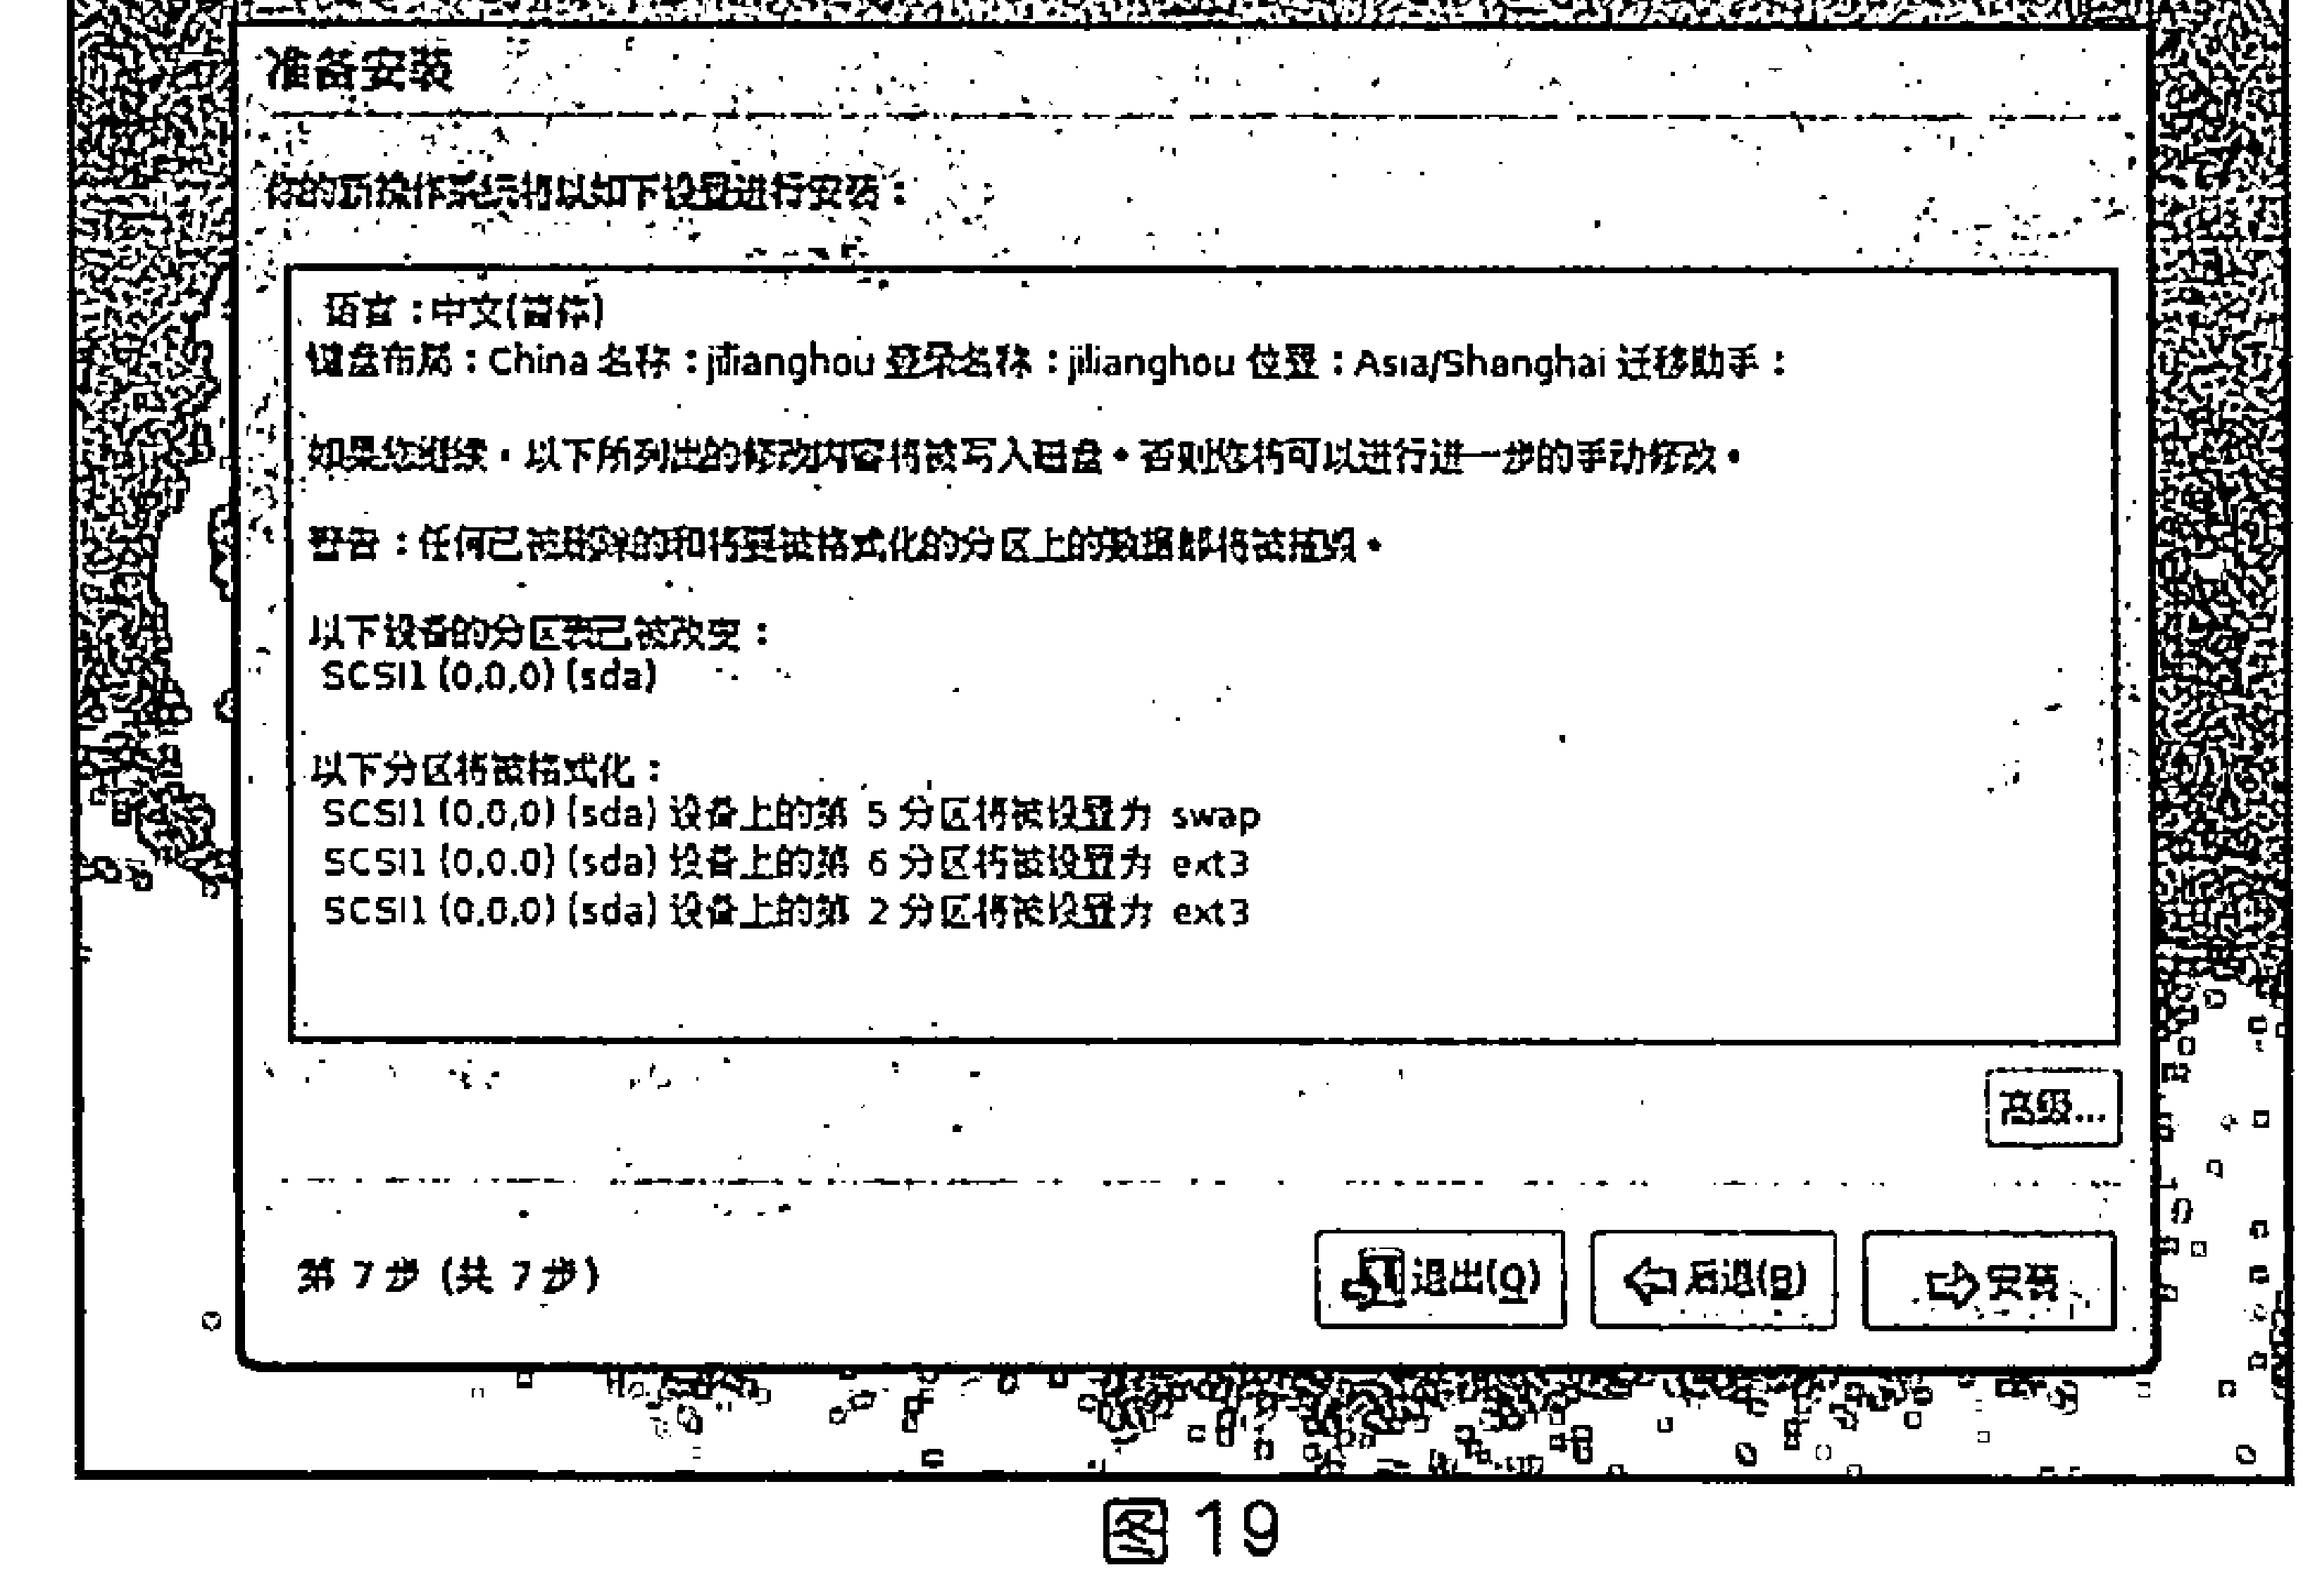 准备安装
你的新操作系统将以如下设置进行安装：
语言：中文(简体)
键盘布局：China 名称：jilianghou 登录名称：jilianghou 位置：Asia/Shanghai 迁移助手：
如果您继续，以下所列出的修改内容将被写入磁盘。否则您将可以进行进一步的手动修改。
警告：任何已被删除的和将要被格式化的分区上的数据都将被摧毁。
以下设备的分区表已被改变：
SCSI1 (0,0,0) (sda)
以下分区将被格式化：
SCSI1 (0,0,0) (sda) 设备上的第 5 分区将被设置为 swap
SCSI1 (0,0,0) (sda) 设备上的第 6 分区将被设置为 ext3
SCSI1 (0,0,0) (sda) 设备上的第 2 分区将被设置为 ext3
高级...
第 7 步 (共 7 步)
退出(Q)
后退(B)
安装
图 19